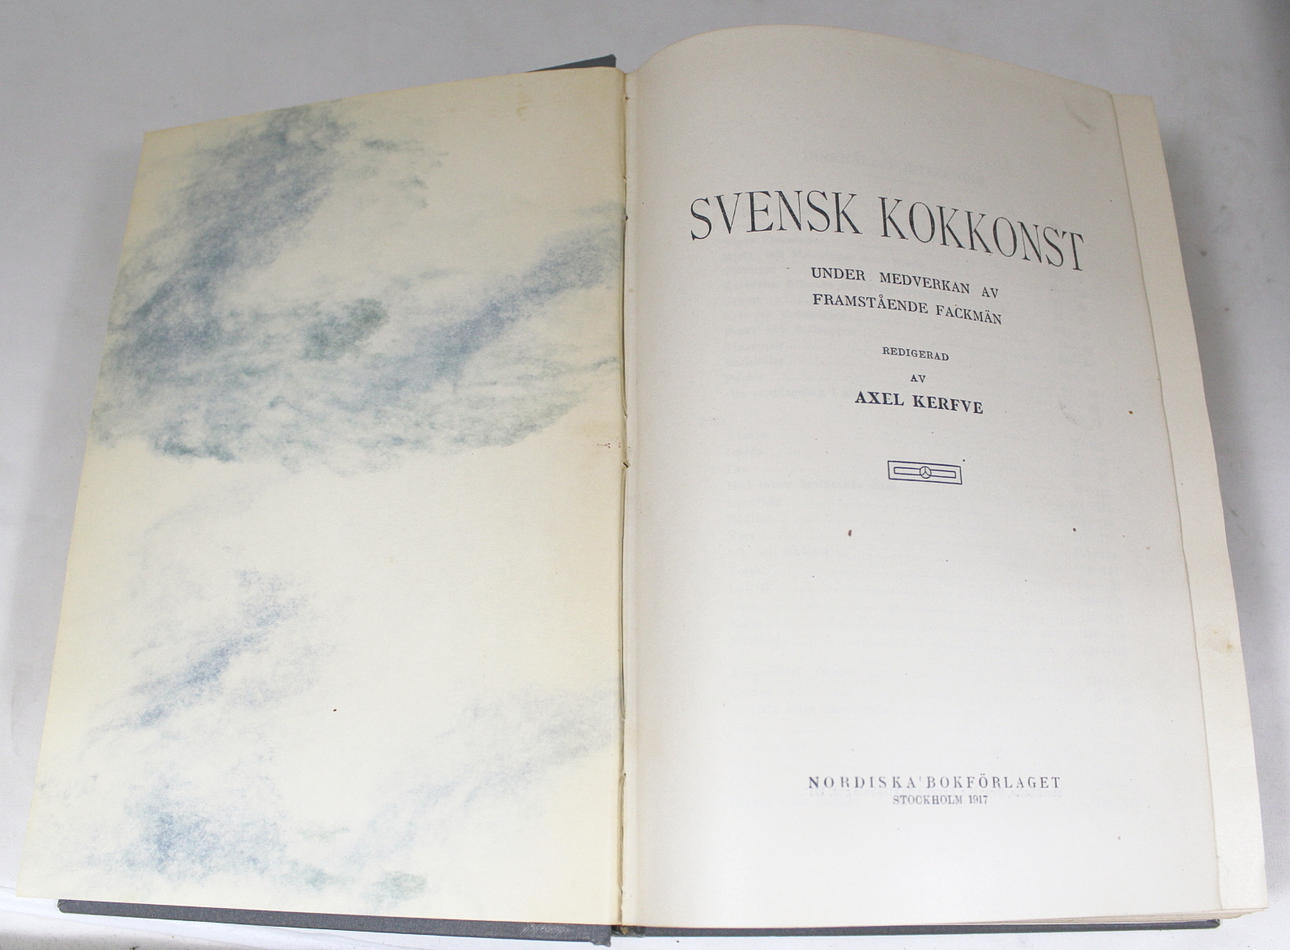 SVENSK KOKKONST
UNDER MEDVERKAN AV
FRAMSTÅENDE FACKMÄN
REDIGERAD
AV
AXEL KERFVE
NORDISKA BOKFÖRLAGET
STOCKHOLM 1917